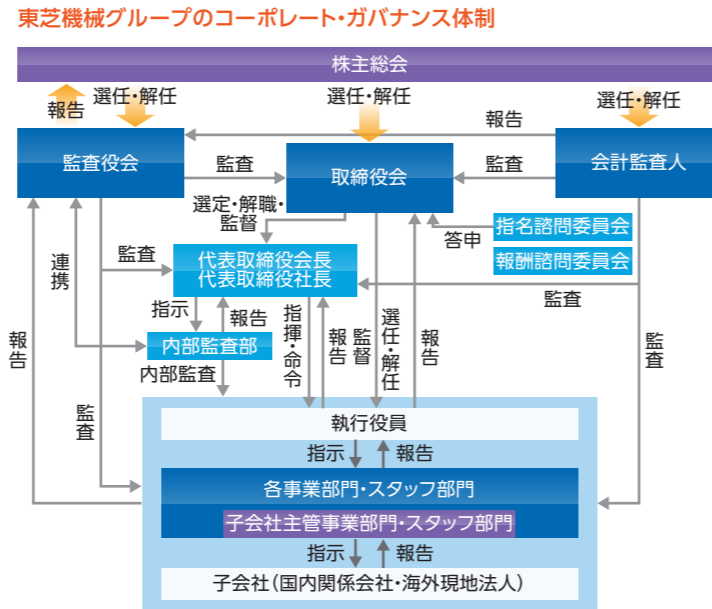 東芝機械グループのコーポレート・ガバナンス体制
株主総会
報告
選任・解任
選任・解任
選任・解任
報告
監査役会
監査
取締役会
監査
会計監査人
選定・解職・
監督
答申
指名諮問委員会
報酬諮問委員会
連携
監査
代表取締役会長
代表取締役社長
監査
指示
報告
内部監査部
内部監査
指揮・命令
報告
監督
選任・解任
報告
報告
監査
監査
執行役員
指示
報告
各事業部門・スタッフ部門
子会社主管事業部門・スタッフ部門
指示
報告
子会社（国内関係会社・海外現地法人）